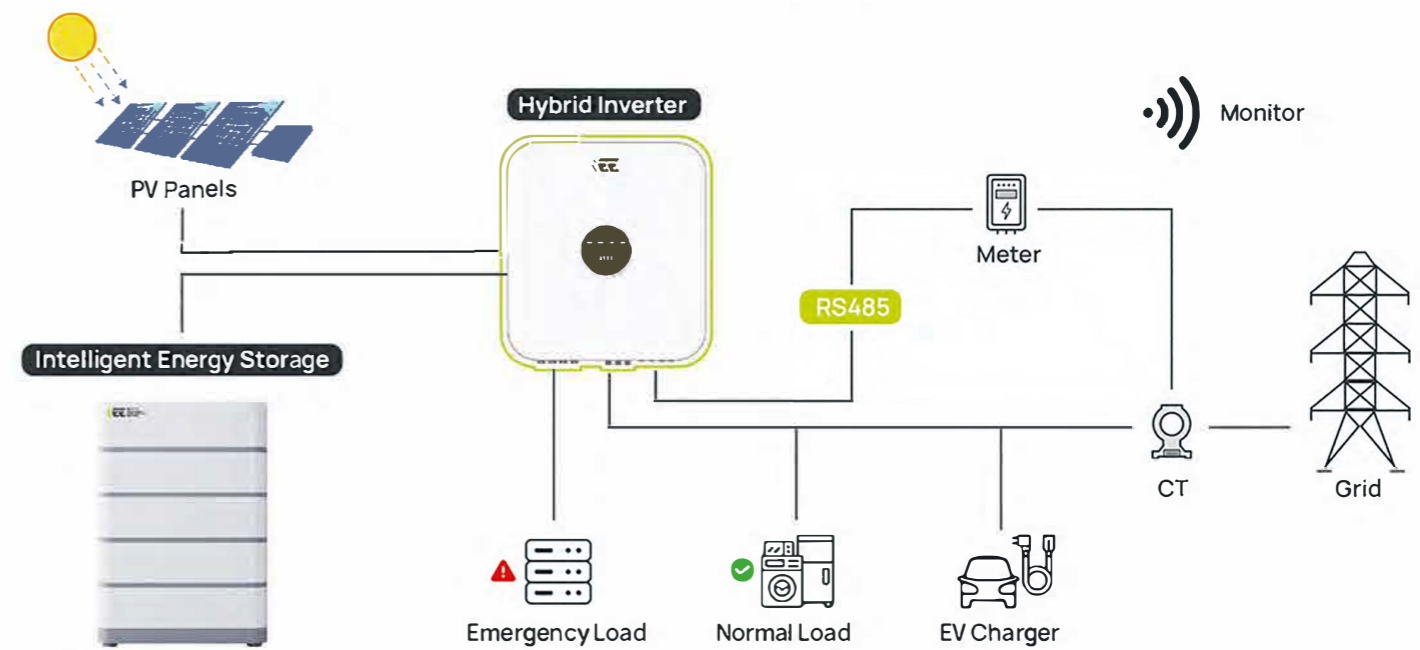 Hybrid Inverter
Monitor
PV Panels
Meter
RS485
Intelligent Energy Storage
CT
Grid
Emergency Load
Normal Load
EV Charger